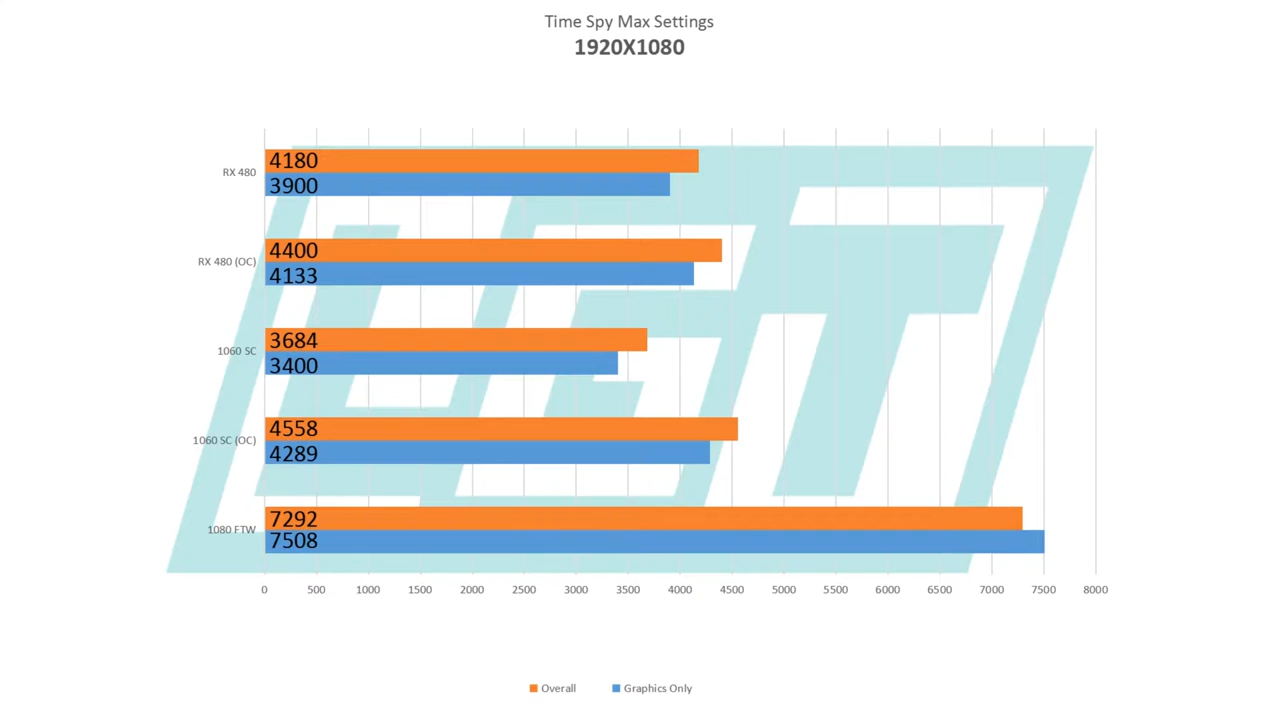 Time Spy Max Settings
1920X1080
RX 480
4180
3900
RX 480 (OC)
4400
4133
1060 SC
3684
3400
1060 SC (OC)
4558
4289
1080 FTW
7292
7508
0 500 1000 1500 2000 2500 3000 3500 4000 4500 5000 5500 6000 6500 7000 7500 8000
Overall Graphics Only